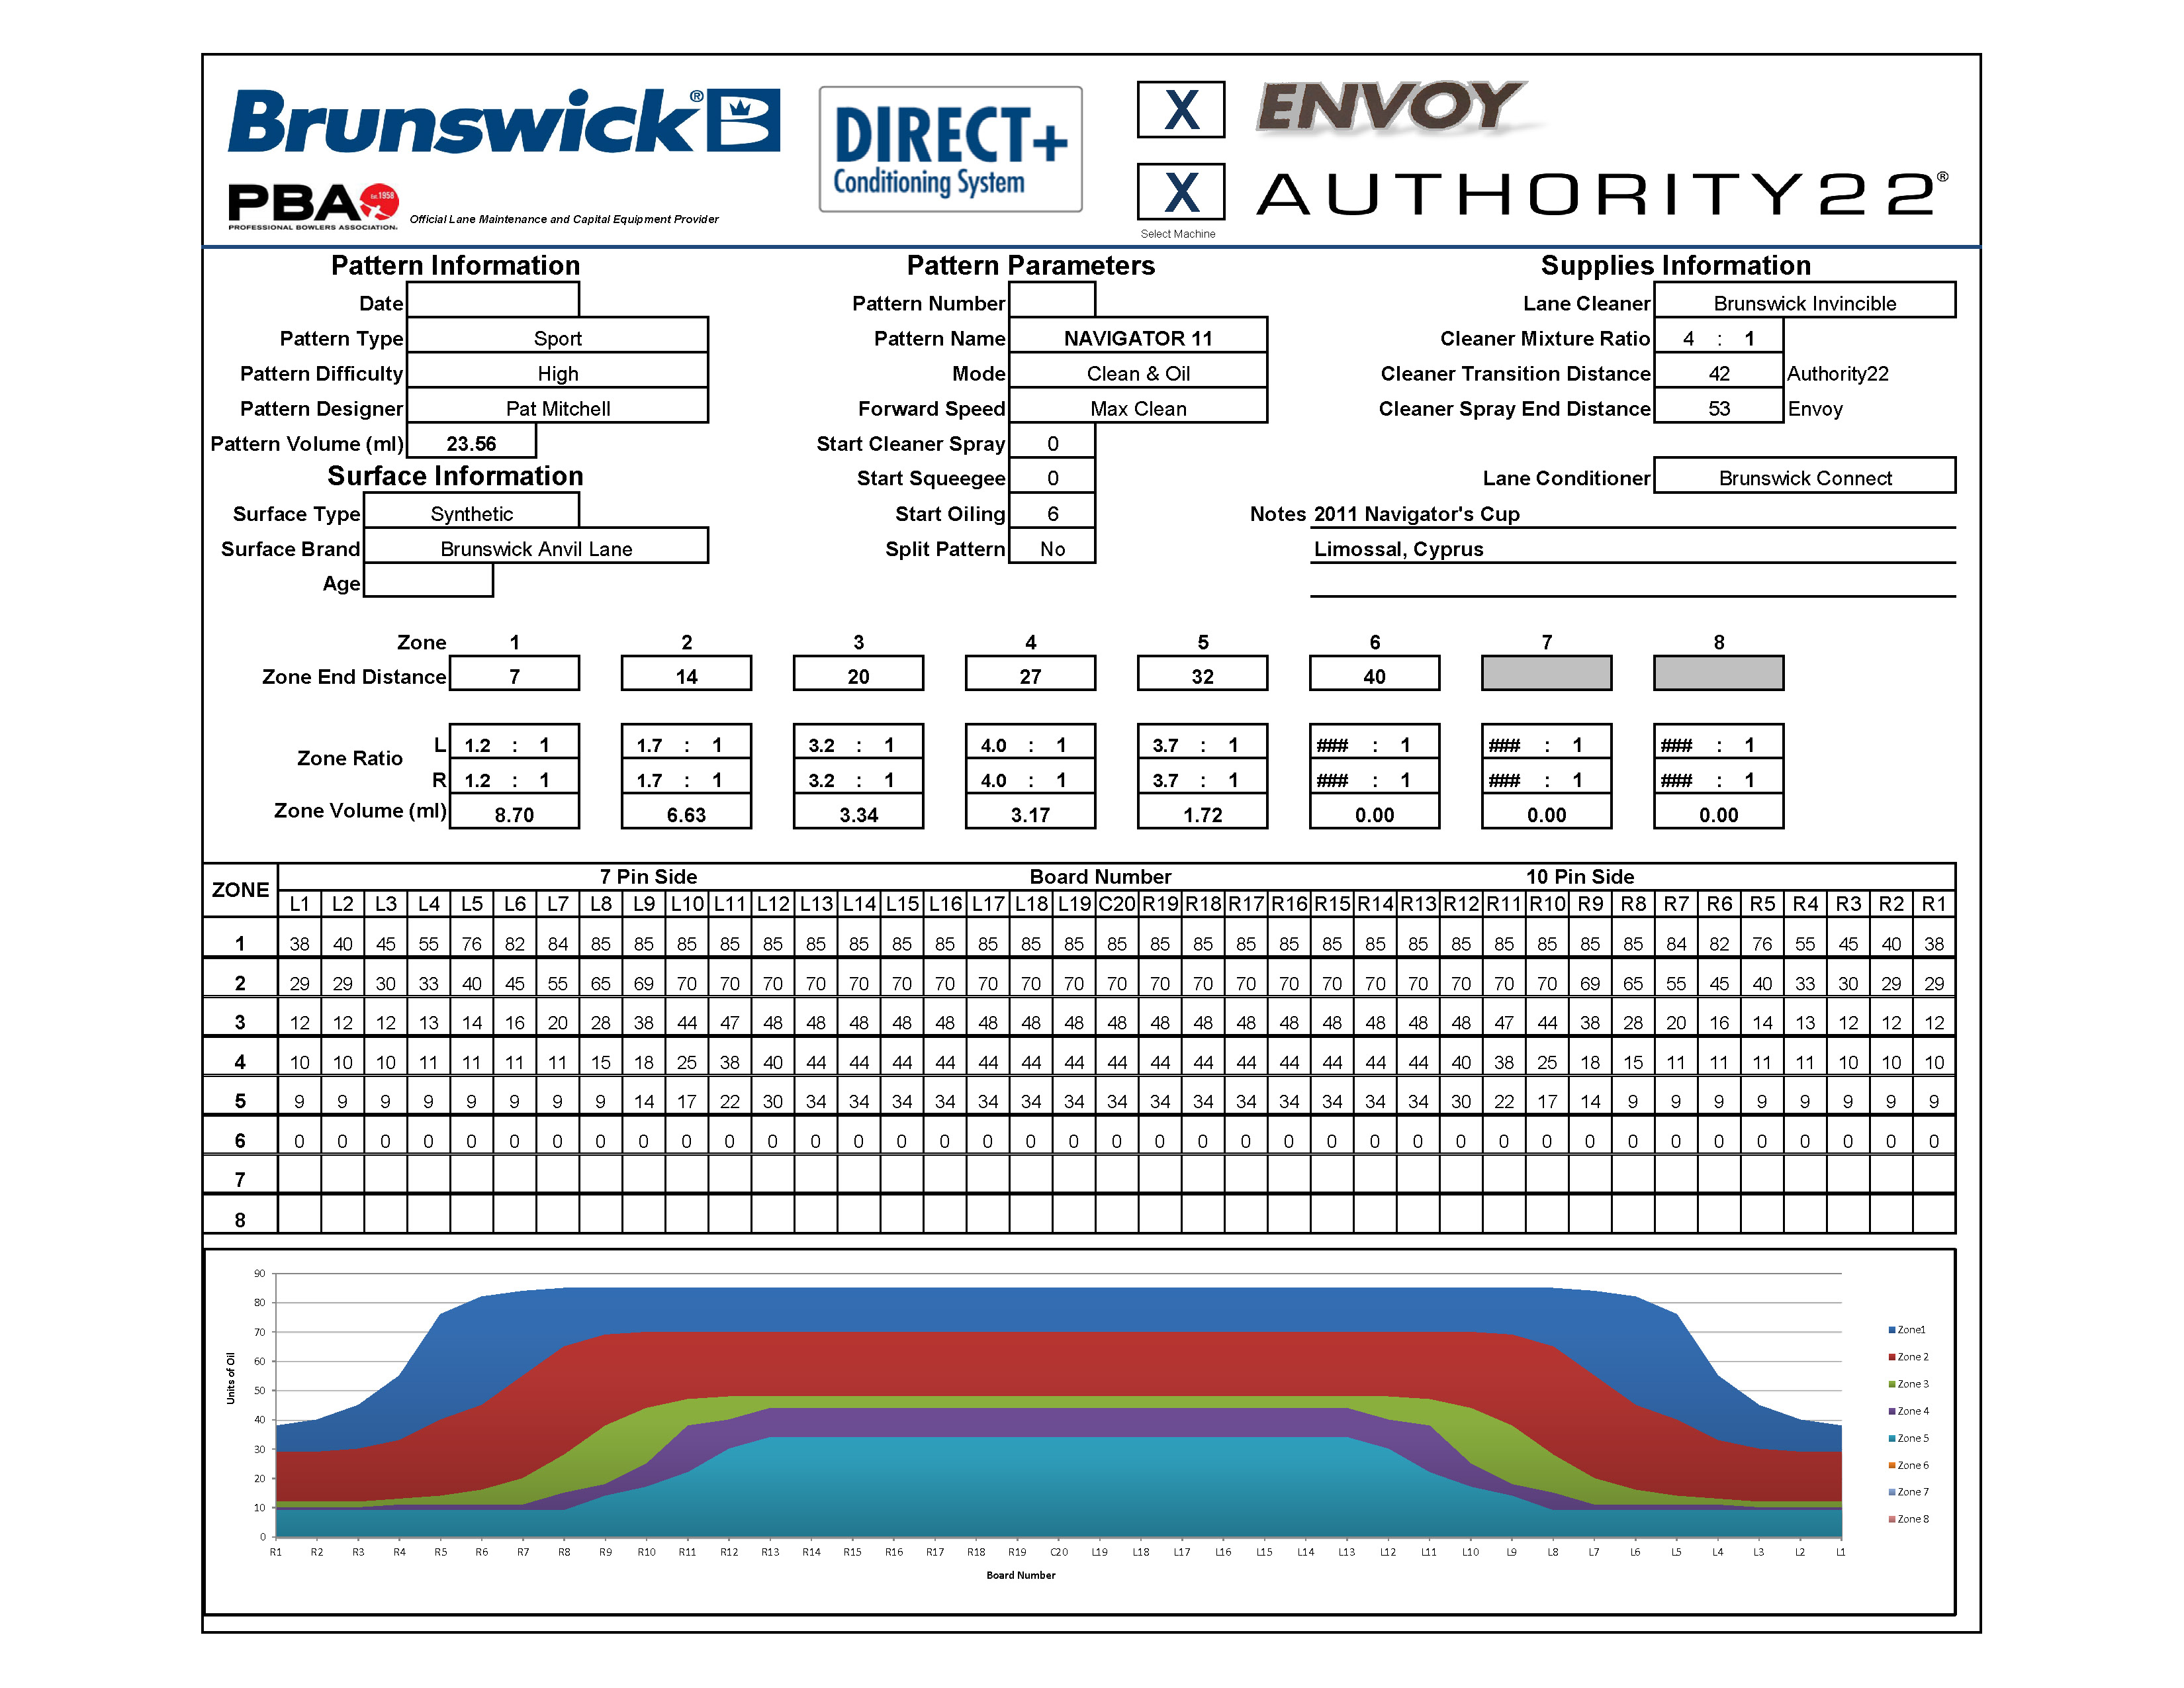 Brunswick® B
DIRECT+
Conditioning System
X ENVOY
X AUTHORITY22®
Select Machine
PBA est.1958
PROFESSIONAL BOWLERS ASSOCIATION.
Official Lane Maintenance and Capital Equipment Provider
Pattern Information
Date
Pattern Type Sport
Pattern Difficulty High
Pattern Designer Pat Mitchell
Pattern Volume (ml) 23.56
Surface Information
Surface Type Synthetic
Surface Brand Brunswick Anvil Lane
Age
Pattern Parameters
Pattern Number
Pattern Name NAVIGATOR 11
Mode Clean & Oil
Forward Speed Max Clean
Start Cleaner Spray 0
Start Squeegee 0
Start Oiling 6
Split Pattern No
Supplies Information
Lane Cleaner Brunswick Invincible
Cleaner Mixture Ratio 4 : 1
Cleaner Transition Distance 42 Authority22
Cleaner Spray End Distance 53 Envoy
Lane Conditioner Brunswick Connect
Notes 2011 Navigator's Cup
Limossal, Cyprus
Zone 1 2 3 4 5 6 7 8
Zone End Distance 7 14 20 27 32 40
Zone Ratio
L 1.2 : 1 1.7 : 1 3.2 : 1 4.0 : 1 3.7 : 1 ### : 1 ### : 1 ### : 1
R 1.2 : 1 1.7 : 1 3.2 : 1 4.0 : 1 3.7 : 1 ### : 1 ### : 1 ### : 1
Zone Volume (ml) 8.70 6.63 3.34 3.17 1.72 0.00 0.00 0.00
ZONE 7 Pin Side Board Number 10 Pin Side
L1 L2 L3 L4 L5 L6 L7 L8 L9 L10 L11 L12 L13 L14 L15 L16 L17 L18 L19 C20 R19 R18 R17 R16 R15 R14 R13 R12 R11 R10 R9 R8 R7 R6 R5 R4 R3 R2 R1
1 38 40 45 55 76 82 84 85 85 85 85 85 85 85 85 85 85 85 85 85 85 85 85 85 85 85 85 85 85 85 85 85 84 82 76 55 45 40 38
2 29 29 30 33 40 45 55 65 69 70 70 70 70 70 70 70 70 70 70 70 70 70 70 70 70 70 70 70 70 70 69 65 55 45 40 33 30 29 29
3 12 12 12 13 14 16 20 28 38 44 47 48 48 48 48 48 48 48 48 48 48 48 48 48 48 48 48 48 47 44 38 28 20 16 14 13 12 12 12
4 10 10 10 11 11 11 11 15 18 25 38 40 44 44 44 44 44 44 44 44 44 44 44 44 44 44 44 40 38 25 18 15 11 11 11 11 10 10 10
5 9 9 9 9 9 9 9 9 14 17 22 30 34 34 34 34 34 34 34 34 34 34 34 34 34 34 34 30 22 17 14 9 9 9 9 9 9 9 9
6 0 0 0 0 0 0 0 0 0 0 0 0 0 0 0 0 0 0 0 0 0 0 0 0 0 0 0 0 0 0 0 0 0 0 0 0 0 0 0
7
8
Units of Oil
90
80
70
60
50
40
30
20
10
0
R1 R2 R3 R4 R5 R6 R7 R8 R9 R10 R11 R12 R13 R14 R15 R16 R17 R18 R19 C20 L19 L18 L17 L16 L15 L14 L13 L12 L11 L10 L9 L8 L7 L6 L5 L4 L3 L2 L1
Board Number
Zone1
Zone 2
Zone 3
Zone 4
Zone 5
Zone 6
Zone 7
Zone 8